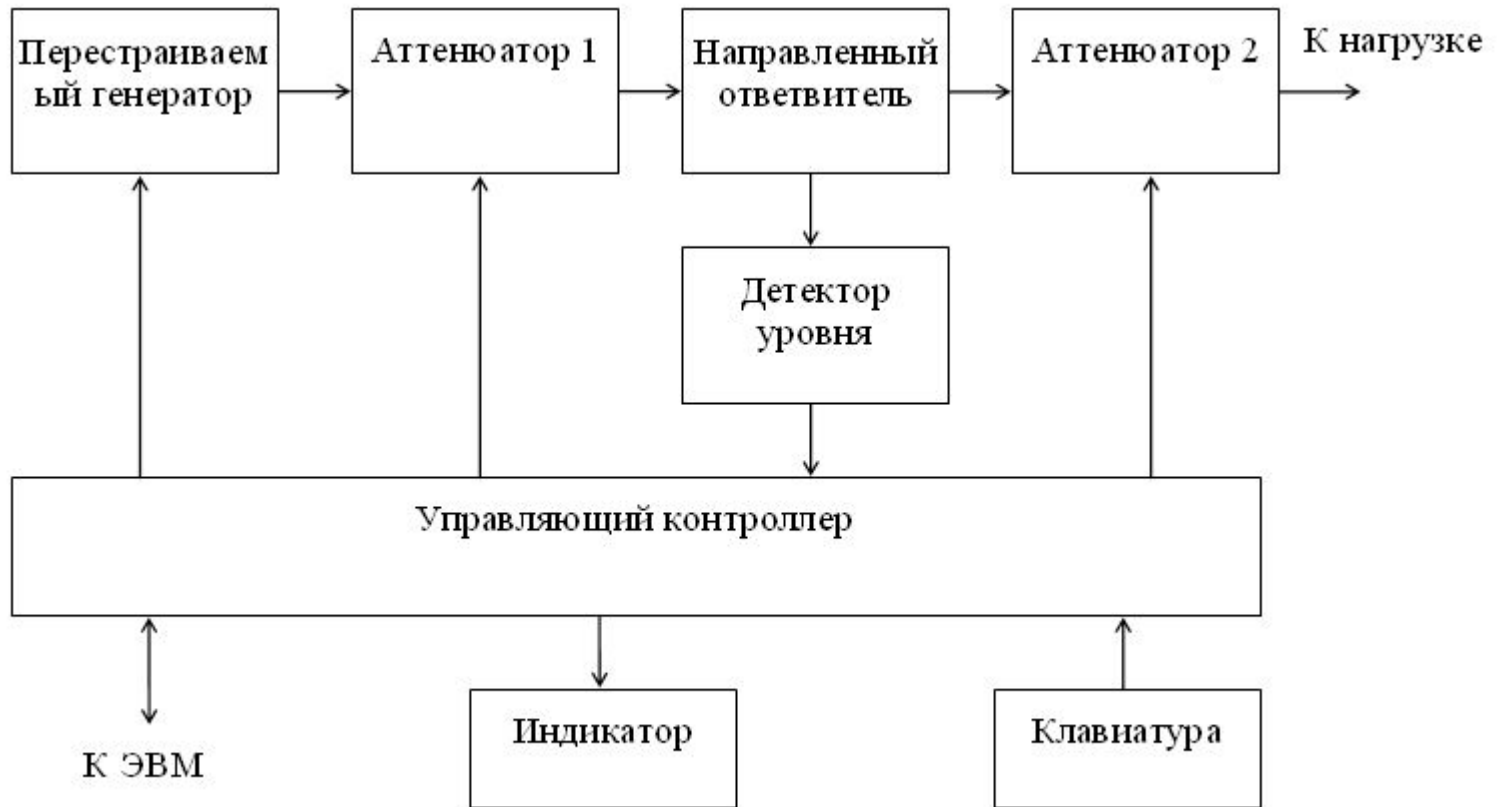 Перестраиваем
ый генератор
Аттенюатор 1
Направленный
ответвитель
Аттенюатор 2
К нагрузке
Детектор
уровня
Управляющий контроллер
К ЭВМ
Индикатор
Клавиатура